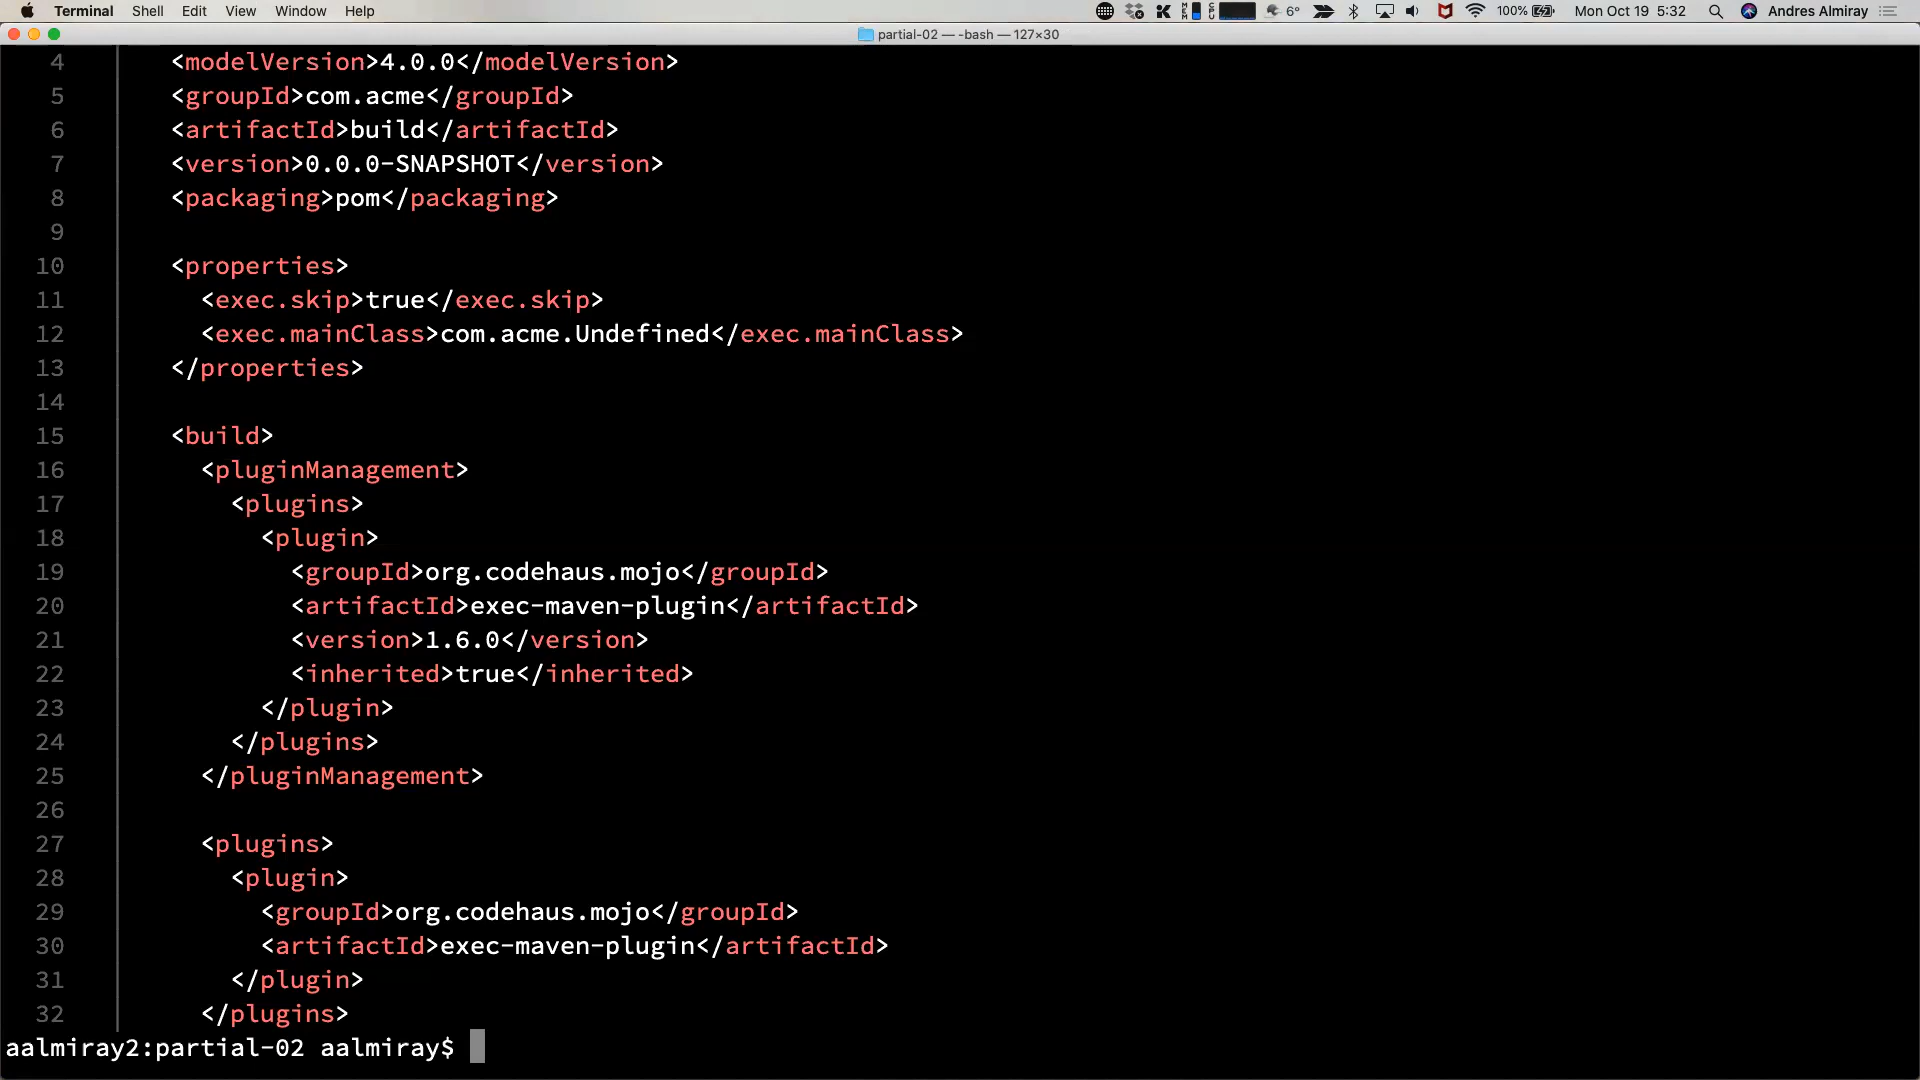 Terminal Shell Edit View Window Help 6° 100% Mon Oct 19 5:32 Andres Almiray
partial-02 — -bash — 127×30
4 <modelVersion>4.0.0</modelVersion>
5 <groupId>com.acme</groupId>
6 <artifactId>build</artifactId>
7 <version>0.0.0-SNAPSHOT</version>
8 <packaging>pom</packaging>
9
10 <properties>
11 <exec.skip>true</exec.skip>
12 <exec.mainClass>com.acme.Undefined</exec.mainClass>
13 </properties>
14
15 <build>
16 <pluginManagement>
17 <plugins>
18 <plugin>
19 <groupId>org.codehaus.mojo</groupId>
20 <artifactId>exec-maven-plugin</artifactId>
21 <version>1.6.0</version>
22 <inherited>true</inherited>
23 </plugin>
24 </plugins>
25 </pluginManagement>
26
27 <plugins>
28 <plugin>
29 <groupId>org.codehaus.mojo</groupId>
30 <artifactId>exec-maven-plugin</artifactId>
31 </plugin>
32 </plugins>
aalmiray2:partial-02 aalmiray$